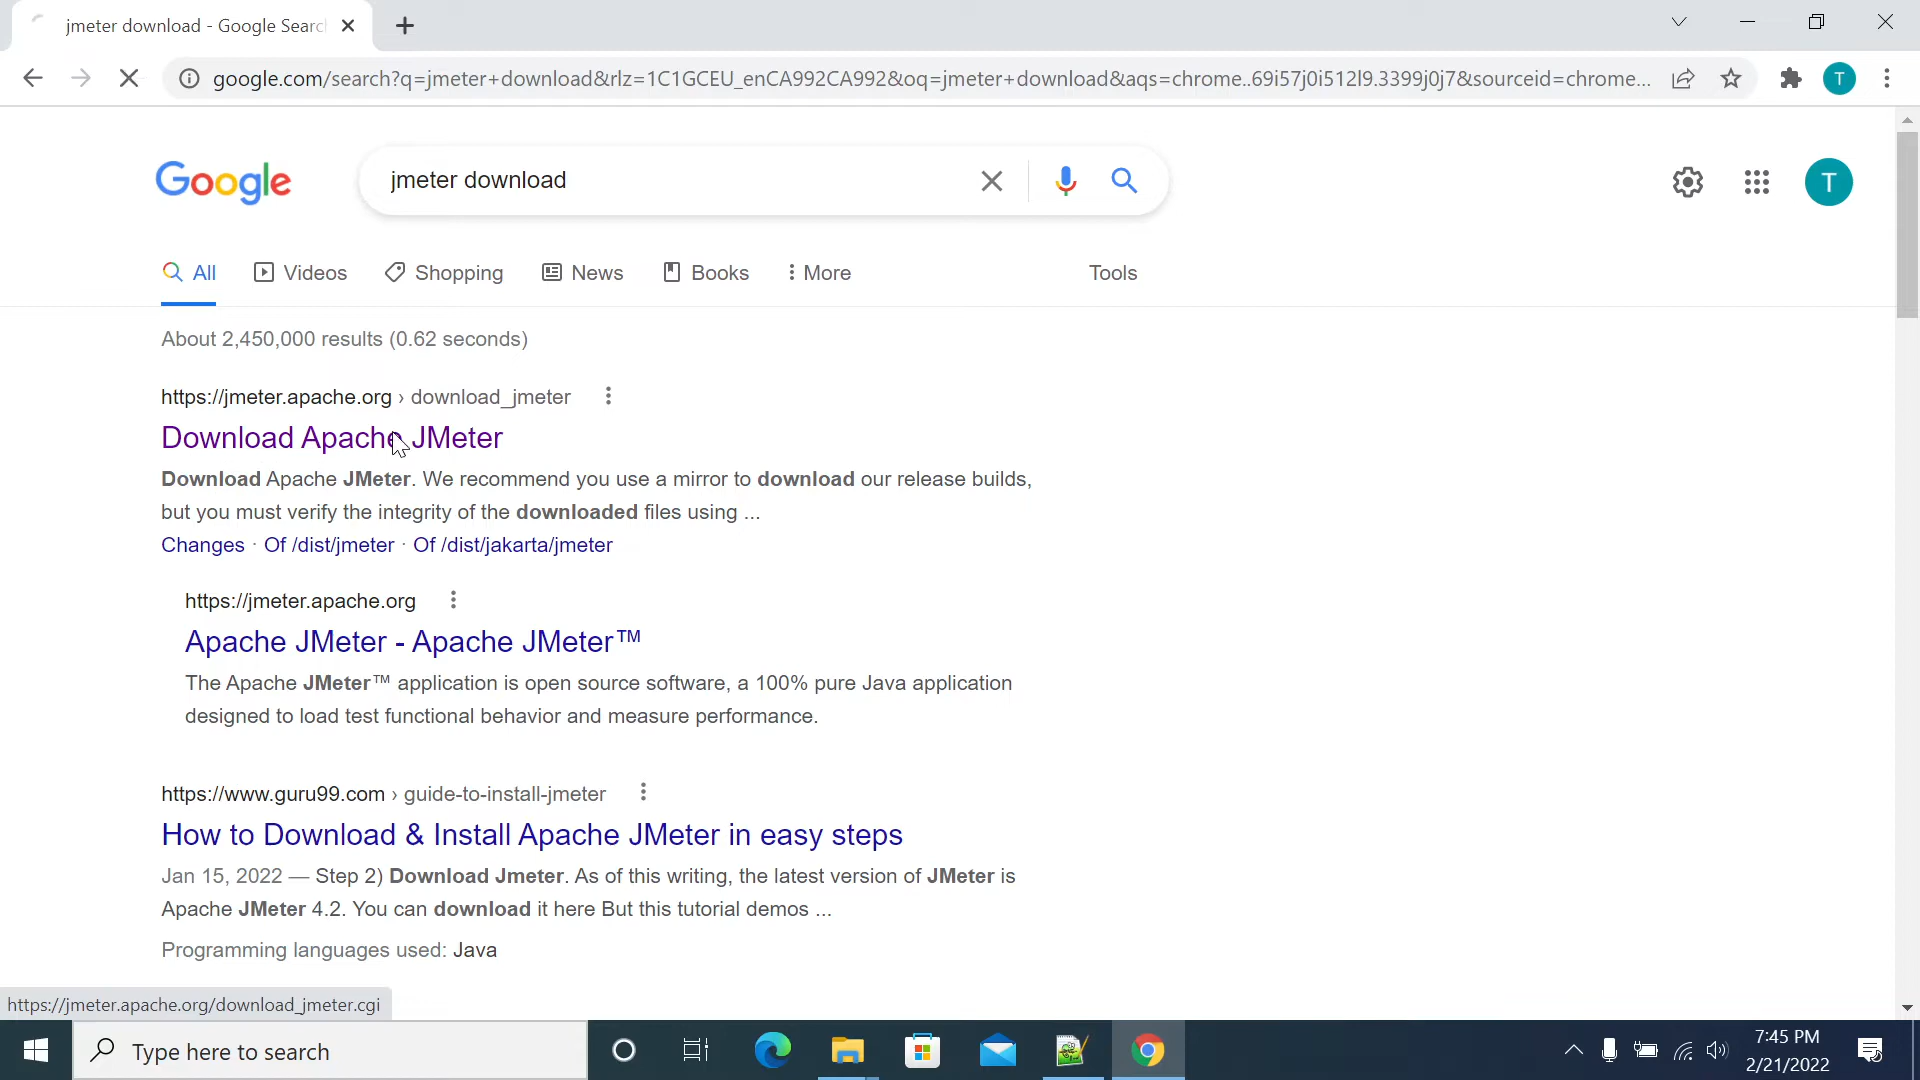 jmeter download - Google Searc
google.com/search?q=jmeter+download&rlz=1C1GCEU_enCA992CA992&oq=jmeter+download&aqs=chrome..69i57j0i512l9.3399j0j7&sourceid=chrome...
T
Google
jmeter download
T
All
Videos
Shopping
News
Books
More
Tools
About 2,450,000 results (0.62 seconds)
https://jmeter.apache.org › download_jmeter
Download Apache JMeter
Download Apache JMeter. We recommend you use a mirror to download our release builds,
but you must verify the integrity of the downloaded files using ...
Changes · Of /dist/jmeter · Of /dist/jakarta/jmeter
https://jmeter.apache.org
Apache JMeter - Apache JMeter™
The Apache JMeter™ application is open source software, a 100% pure Java application
designed to load test functional behavior and measure performance.
https://www.guru99.com › guide-to-install-jmeter
How to Download & Install Apache JMeter in easy steps
Jan 15, 2022 — Step 2) Download Jmeter. As of this writing, the latest version of JMeter is
Apache JMeter 4.2. You can download it here But this tutorial demos ...
Programming languages used: Java
https://jmeter.apache.org/download_jmeter.cgi
Type here to search
7:45 PM
2/21/2022